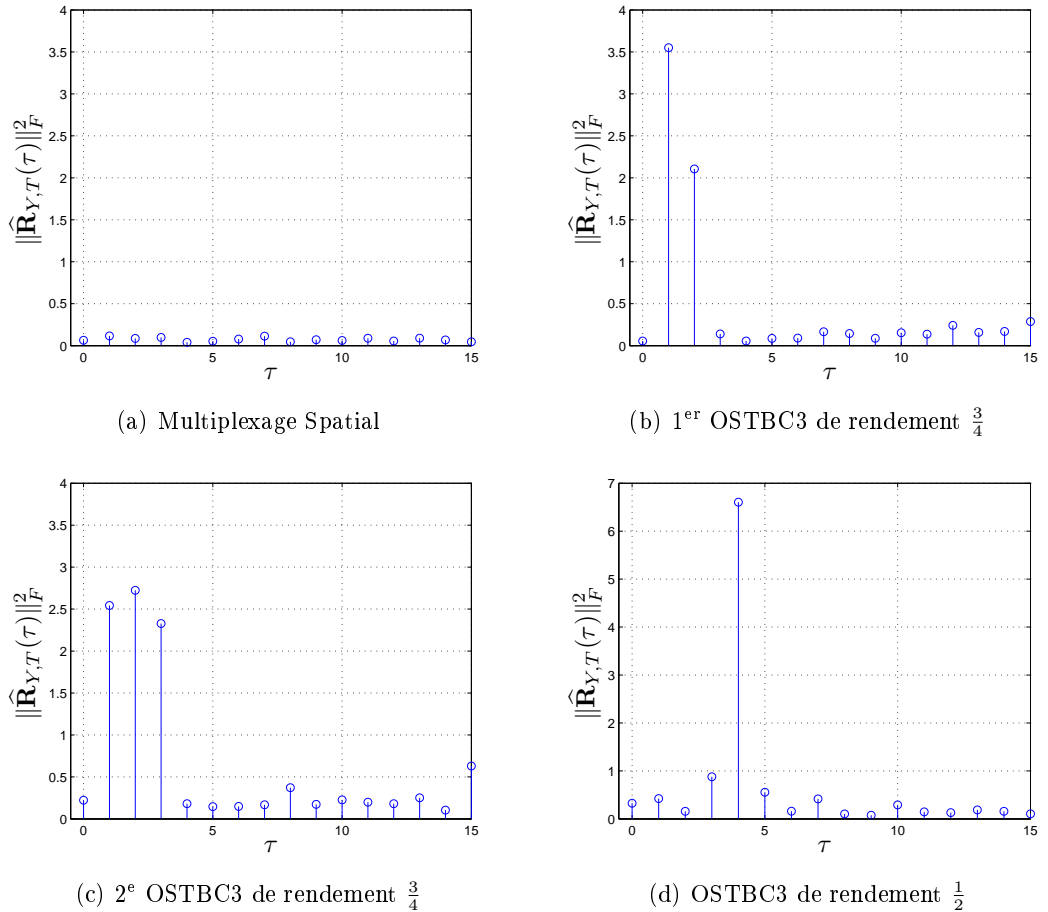 4
3.5
3
2.5
2
1.5
1
0.5
0
0 5 10 15
||R̂_{Y,T}(τ)||²_F
τ
(a) Multiplexage Spatial
4
3.5
3
2.5
2
1.5
1
0.5
0
0 5 10 15
||R̂_{Y,T}(τ)||²_F
τ
(b) 1er OSTBC3 de rendement 3/4
4
3.5
3
2.5
2
1.5
1
0.5
0
0 5 10 15
||R̂_{Y,T}(τ)||²_F
τ
(c) 2e OSTBC3 de rendement 3/4
7
6
5
4
3
2
1
0
0 5 10 15
||R̂_{Y,T}(τ)||²_F
τ
(d) OSTBC3 de rendement 1/2